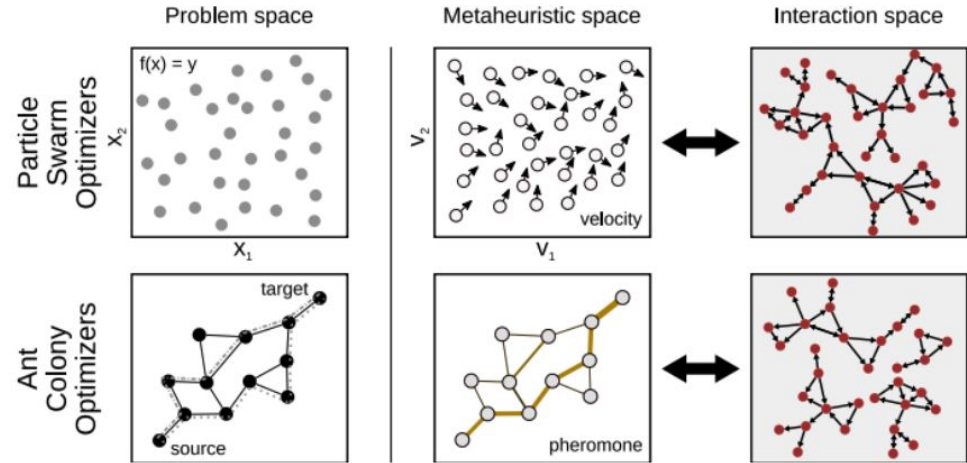 Problem space
Metaheuristic space
Interaction space
Particle
Swarm
Optimizers
f(x) = y
x₂
x₁
v₂
v₁
velocity
Ant
Colony
Optimizers
target
source
pheromone